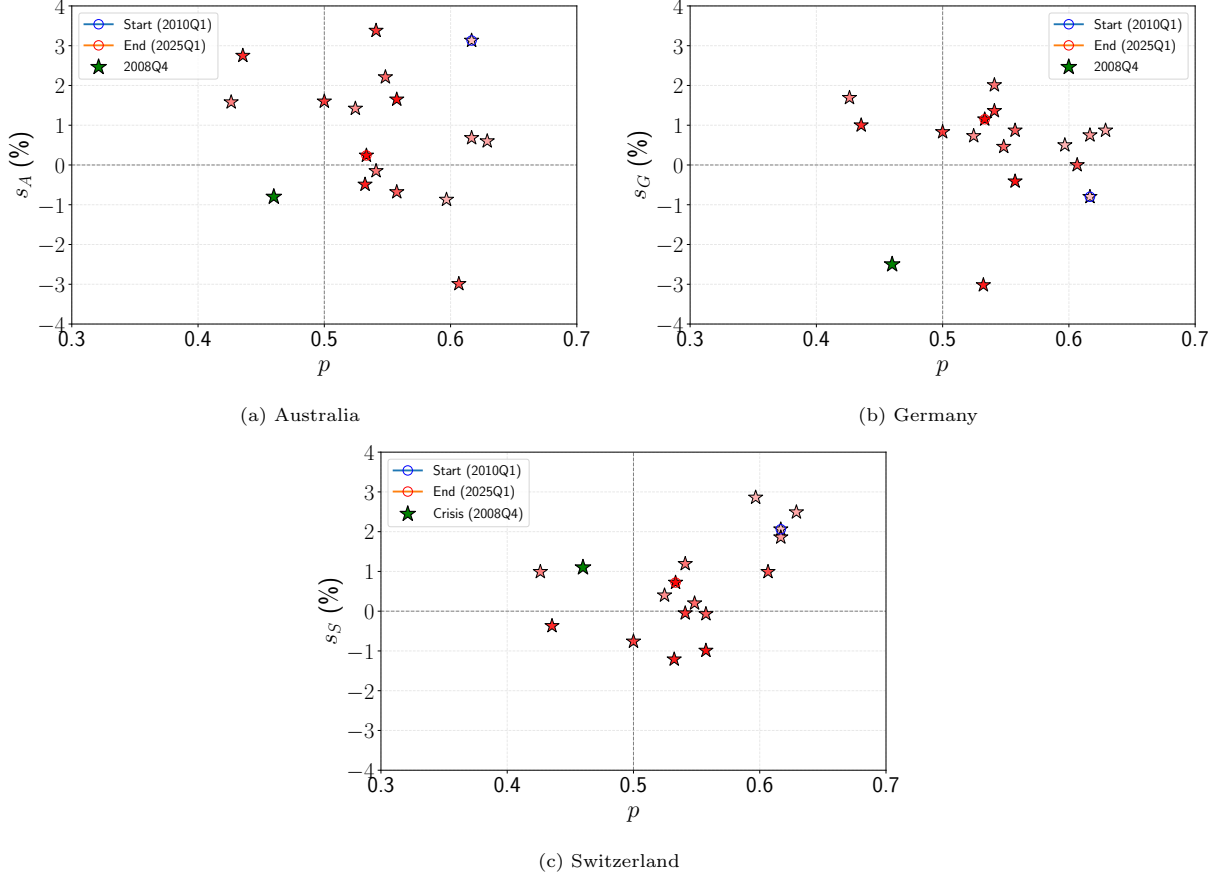 4
3
2
1
0
−1
−2
−3
−4
s_A (%)
0.3 0.4 0.5 0.6 0.7
p
Start (2010Q1)
End (2025Q1)
2008Q4
(a) Australia
4
3
2
1
0
−1
−2
−3
−4
s_G (%)
0.3 0.4 0.5 0.6 0.7
p
Start (2010Q1)
End (2025Q1)
2008Q4
(b) Germany
4
3
2
1
0
−1
−2
−3
−4
s_S (%)
0.3 0.4 0.5 0.6 0.7
p
Start (2010Q1)
End (2025Q1)
Crisis (2008Q4)
(c) Switzerland